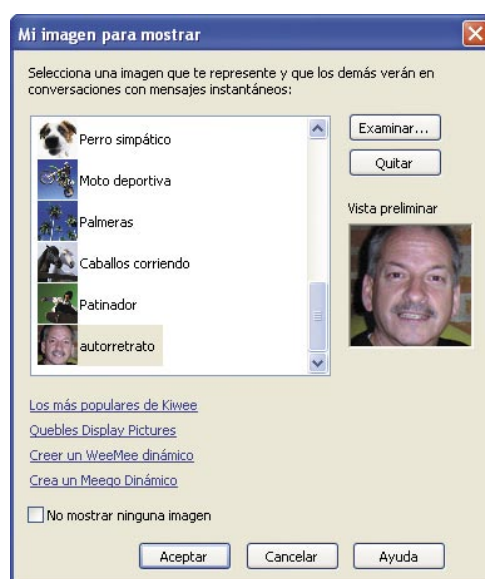 Mi imagen para mostrar
Selecciona una imagen que te represente y que los demás verán en
conversaciones con mensajes instantáneos:
Perro simpático
Moto deportiva
Palmeras
Caballos corriendo
Patinador
autorretrato
Examinar...
Quitar
Vista preliminar
Los más populares de Kiwee
Quebles Display Pictures
Creer un WeeMee dinámico
Crea un Meego Dinámico
No mostrar ninguna imagen
Aceptar
Cancelar
Ayuda